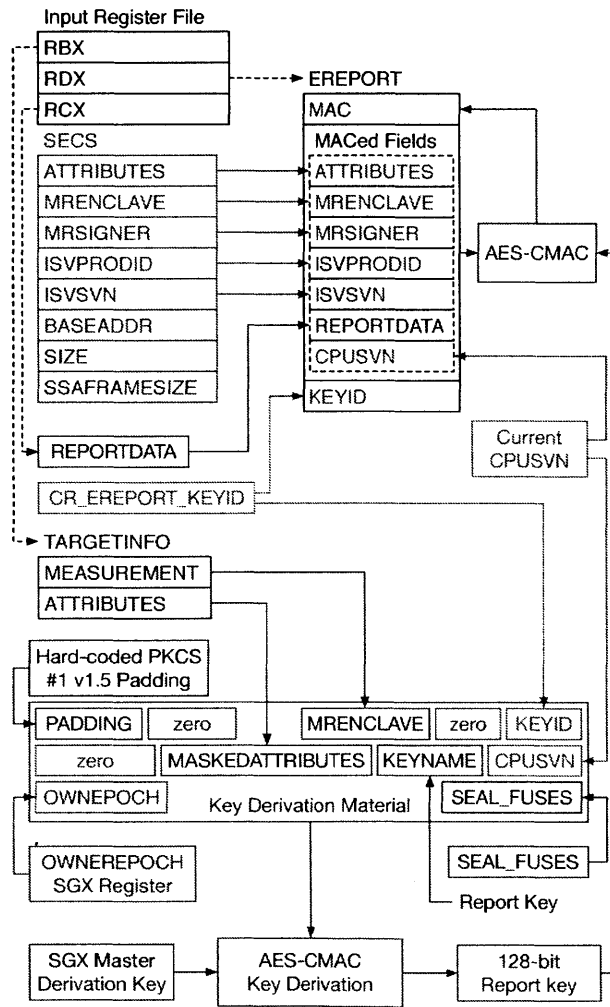 Input Register File
RBX
RDX
RCX
EREPORT
MAC
SECS
MACed Fields
ATTRIBUTES
ATTRIBUTES
MRENCLAVE
MRENCLAVE
MRSIGNER
MRSIGNER
AES-CMAC
ISVPRODID
ISVPRODID
ISVSVN
ISVSVN
BASEADDR
REPORTDATA
SIZE
CPUSVN
SSAFRAMESIZE
KEYID
REPORTDATA
Current
CPUSVN
CR_EREPORT_KEYID
TARGETINFO
MEASUREMENT
ATTRIBUTES
Hard-coded PKCS
#1 v1.5 Padding
PADDING
zero
MRENCLAVE
zero
KEYID
zero
MASKEDATTRIBUTES
KEYNAME
CPUSVN
OWNEPOCH
Key Derivation Material
SEAL_FUSES
OWNEREPOCH
SGX Register
SEAL_FUSES
Report Key
SGX Master
Derivation Key
AES-CMAC
Key Derivation
128-bit
Report key